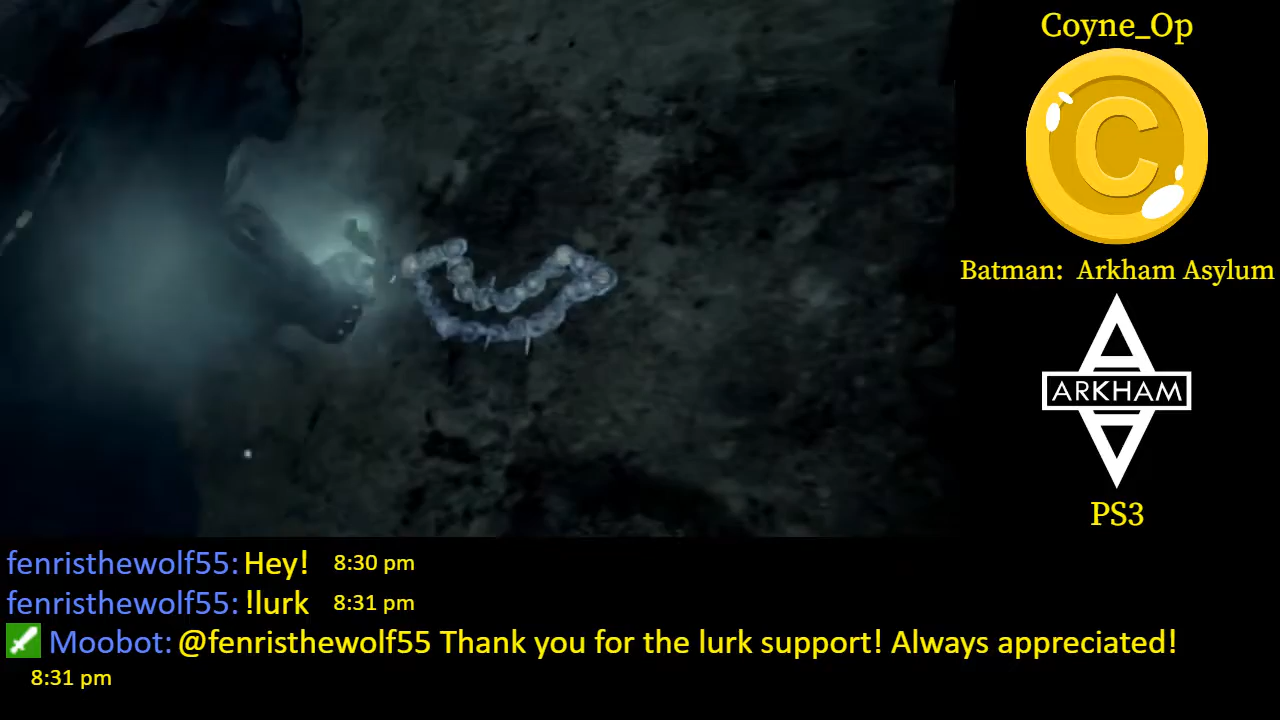 Coyne_Op
C
Batman: Arkham Asylum
ARKHAM
PS3
fenristhewolf55: Hey! 8:30 pm
fenristhewolf55: !lurk 8:31 pm
Moobot: @fenristhewolf55 Thank you for the lurk support! Always appreciated!
8:31 pm